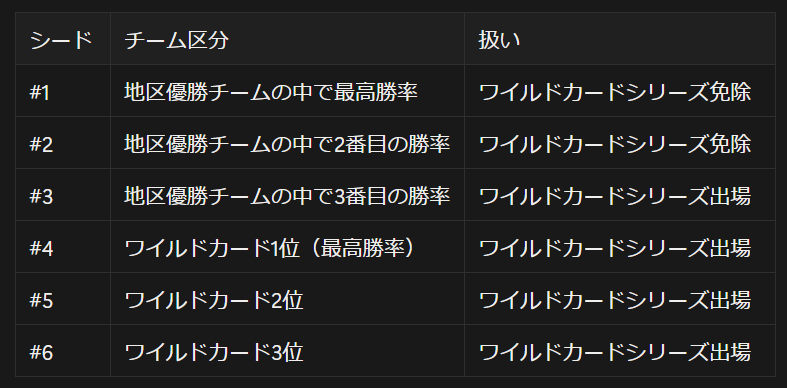 シード チーム区分 扱い
#1 地区優勝チームの中で最高勝率 ワイルドカードシリーズ免除
#2 地区優勝チームの中で2番目の勝率 ワイルドカードシリーズ免除
#3 地区優勝チームの中で3番目の勝率 ワイルドカードシリーズ出場
#4 ワイルドカード1位（最高勝率） ワイルドカードシリーズ出場
#5 ワイルドカード2位 ワイルドカードシリーズ出場
#6 ワイルドカード3位 ワイルドカードシリーズ出場